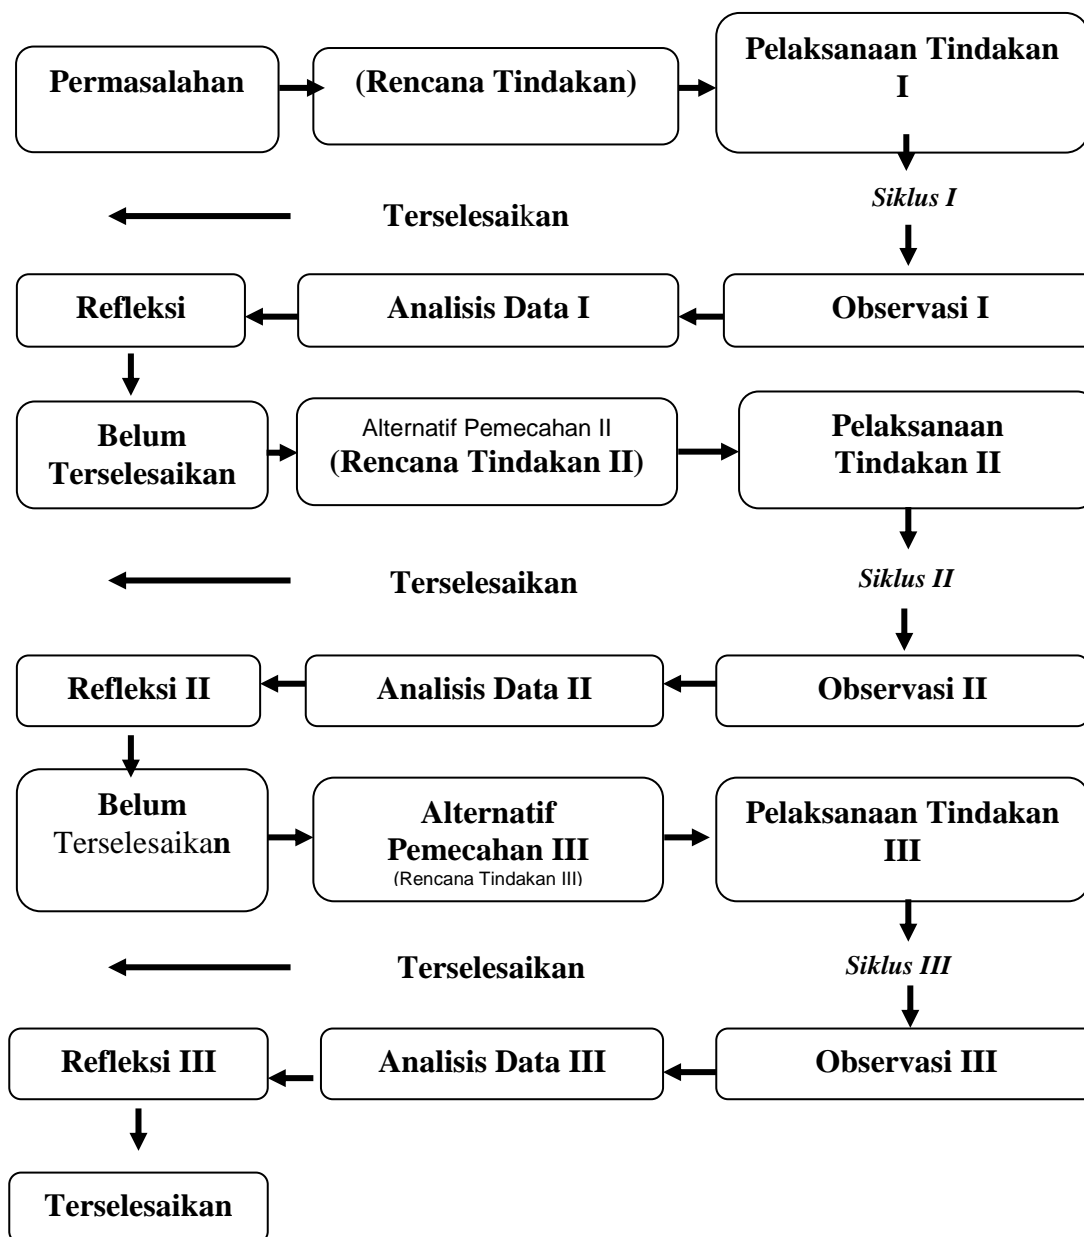 Permasalahan
(Rencana Tindakan)
Pelaksanaan Tindakan
I
Siklus I
Terselesaikan
Refleksi
Analisis Data I
Observasi I
Belum
Terselesaikan
Alternatif Pemecahan II
(Rencana Tindakan II)
Pelaksanaan
Tindakan II
Terselesaikan
Siklus II
Refleksi II
Analisis Data II
Observasi II
Belum
Terselesaikan
Alternatif
Pemecahan III
(Rencana Tindakan III)
Pelaksanaan Tindakan
III
Terselesaikan
Siklus III
Refleksi III
Analisis Data III
Observasi III
Terselesaikan